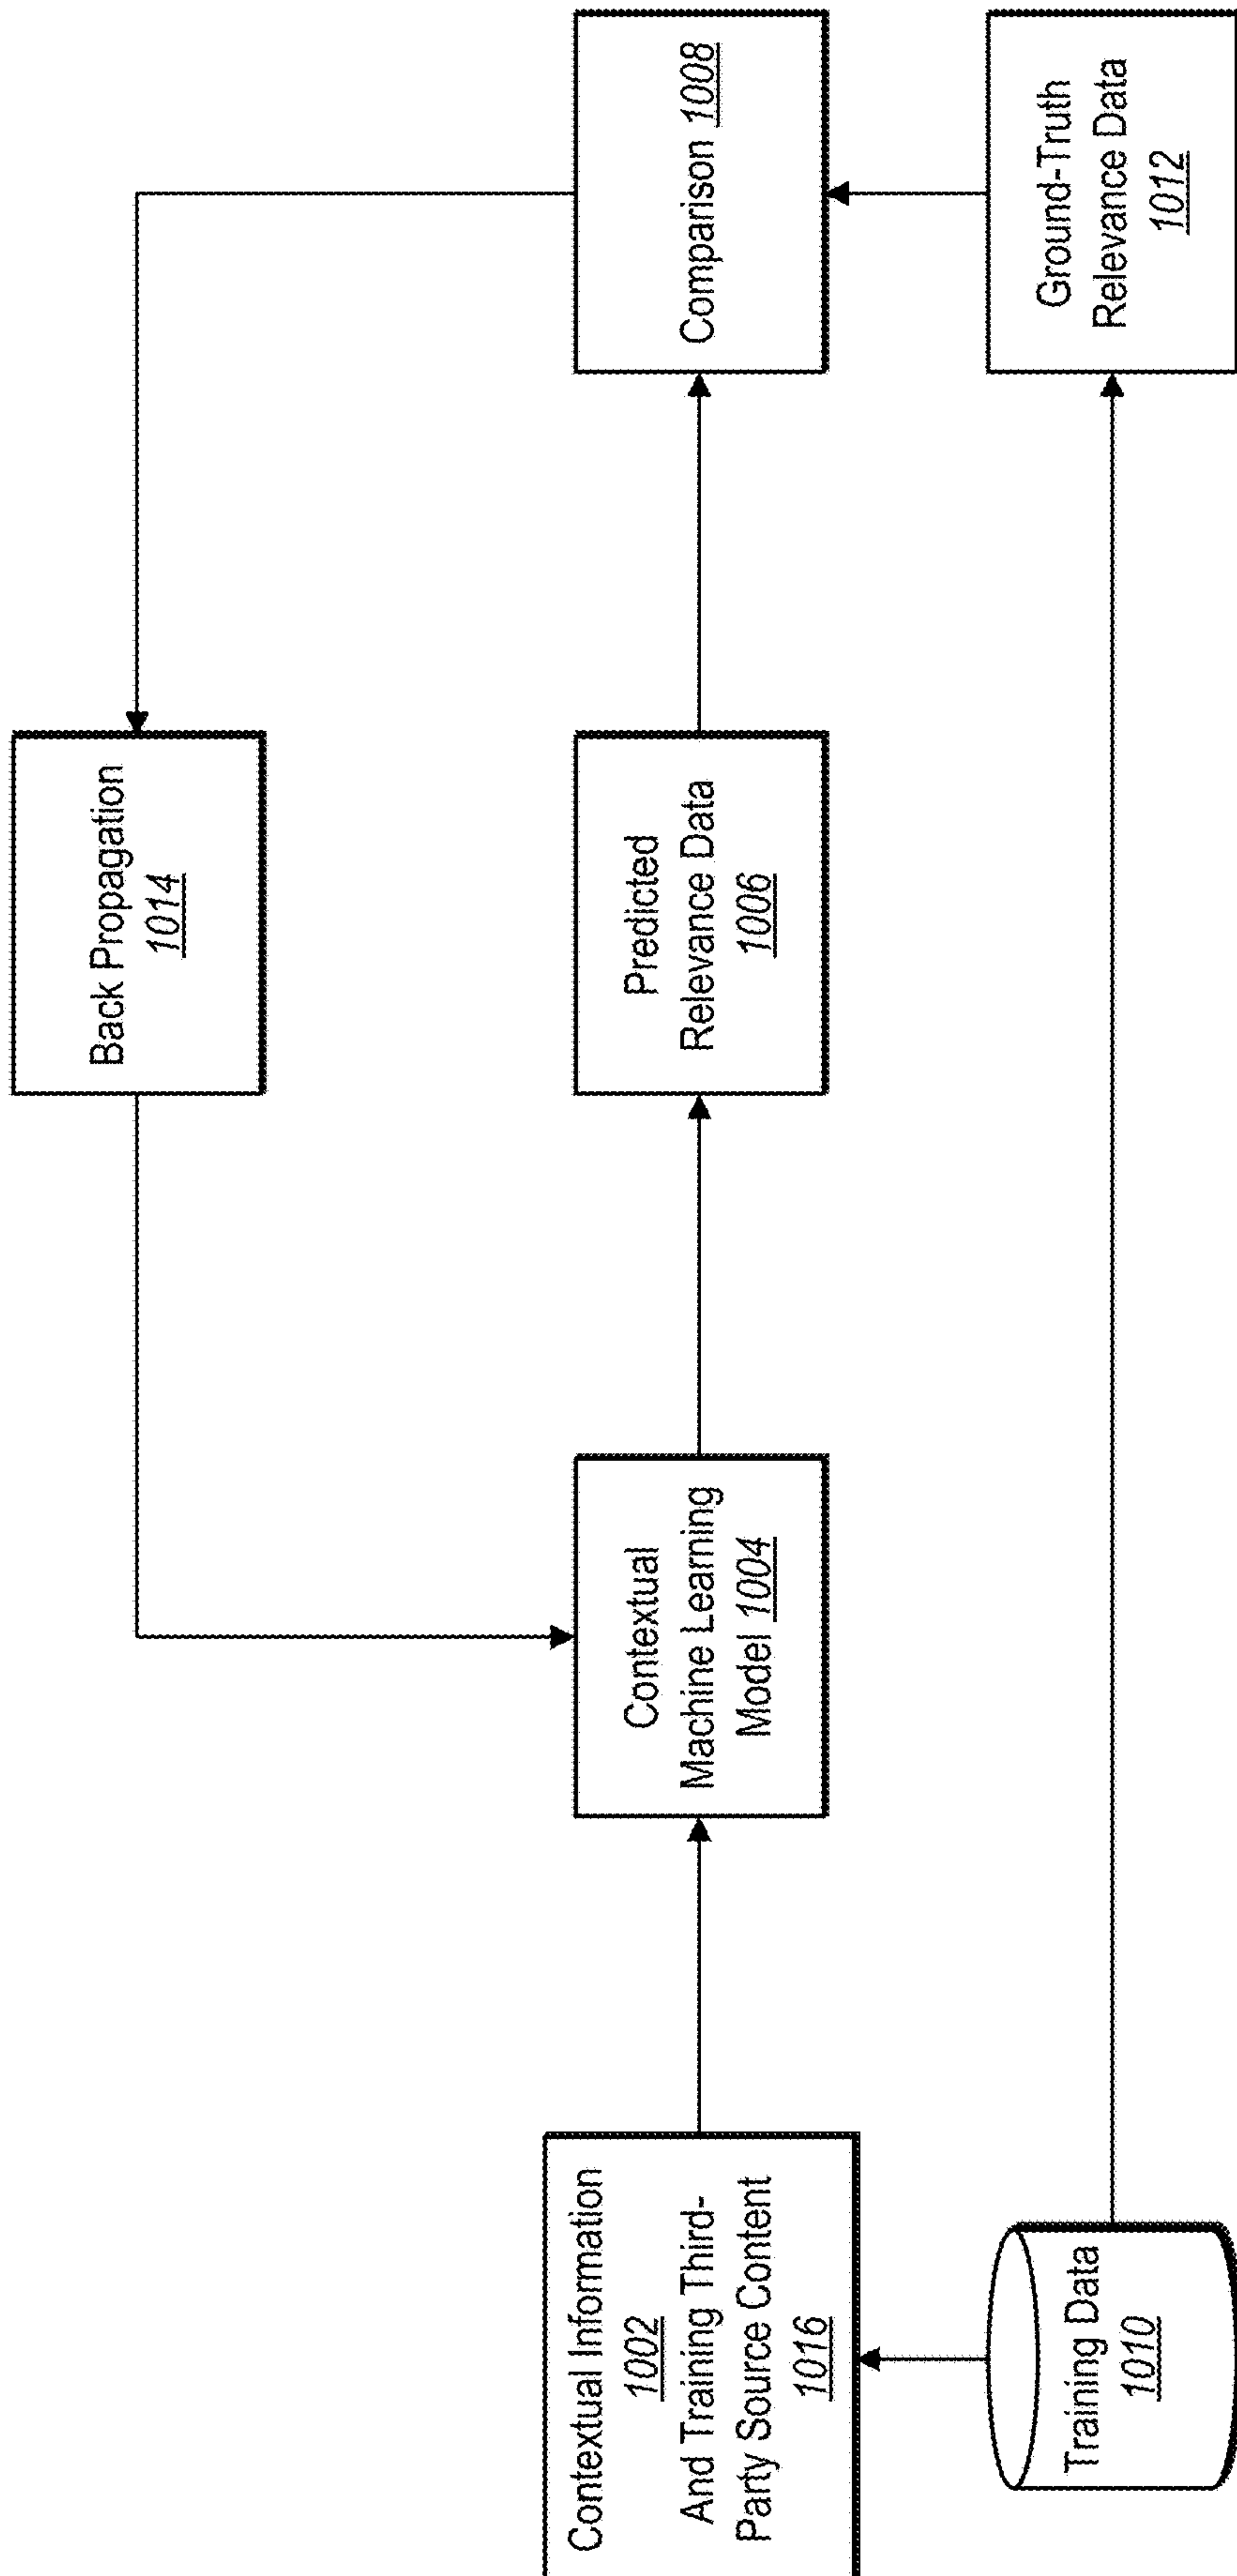 Back Propagation
1014
Contextual Information
1002
And Training Third-
Party Source Content
1016
Contextual
Machine Learning
Model 1004
Predicted
Relevance Data
1006
Comparison 1008
Training Data
1010
Ground-Truth
Relevance Data
1012